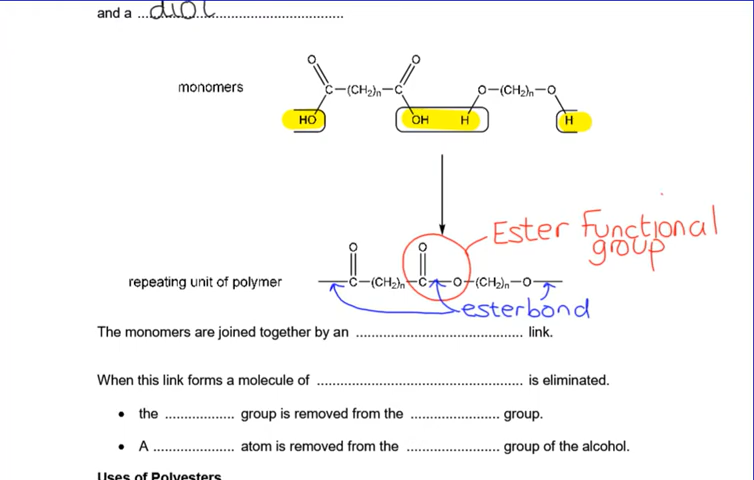 and a ...diol...............................
monomers
O O
C–(CH₂)ₙ–C O–(CH₂)ₙ–O
HO OH H H
Ester Functional
group
O O
repeating unit of polymer –C–(CH₂)ₙ–C–O–(CH₂)ₙ–O–
esterbond
The monomers are joined together by an .......................................... link.
When this link forms a molecule of .................................................... is eliminated.
• the ................. group is removed from the ...................... group.
• A .................... atom is removed from the ...................... group of the alcohol.
Uses of Polyesters